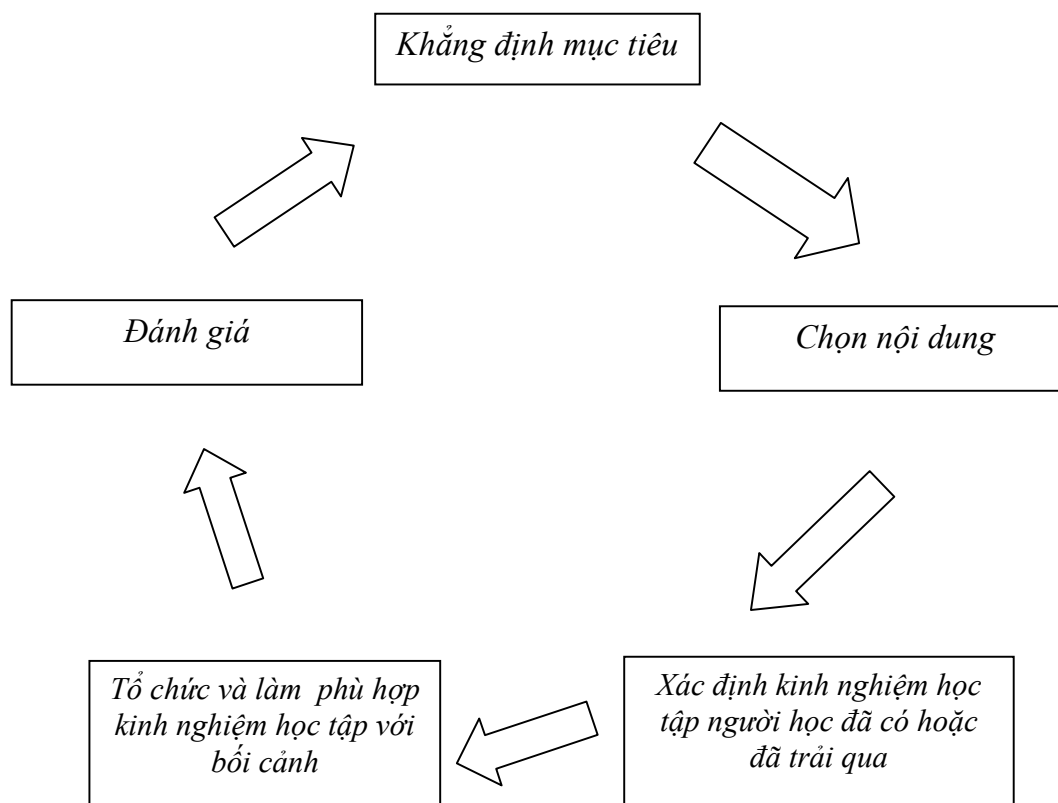 Khẳng định mục tiêu
Đánh giá
Chọn nội dung
Tổ chức và làm phù hợp
kinh nghiệm học tập với
bối cảnh
Xác định kinh nghiệm học
tập người học đã có hoặc
đã trải qua